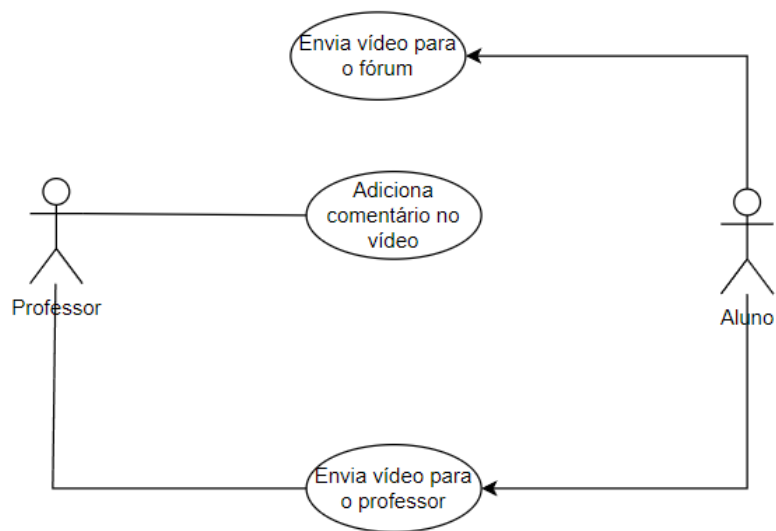 Envia vídeo para
o fórum
Adiciona
comentário no
vídeo
Professor
Aluno
Envia vídeo para
o professor